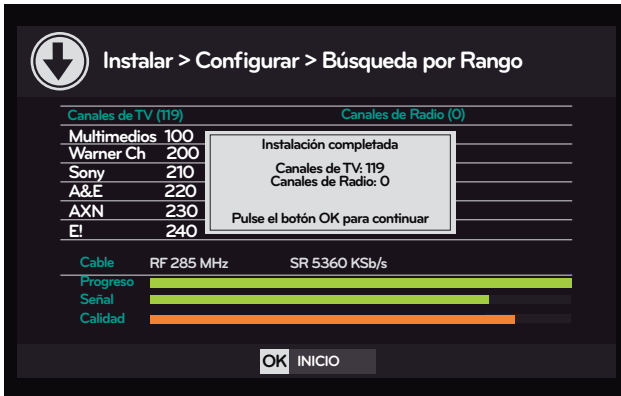 Instalar > Configurar > Búsqueda por Rango
Canales de TV (119) Canales de Radio (0)
Multimedios 100
Warner Ch 200
Sony 210
A&E 220
AXN 230
E! 240
Instalación completada
Canales de TV: 119
Canales de Radio: 0
Pulse el botón OK para continuar
Cable RF 285 MHz SR 5360 KSb/s
Progreso
Señal
Calidad
OK INICIO